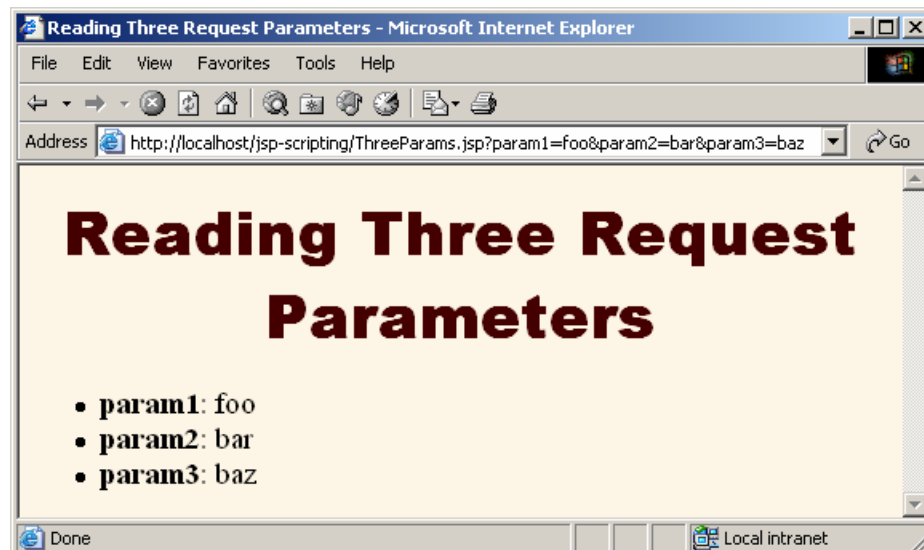 Reading Three Request Parameters - Microsoft Internet Explorer
File Edit View Favorites Tools Help
Address http://localhost/jsp-scripting/ThreeParams.jsp?param1=foo&param2=bar&param3=baz Go
Reading Three Request
Parameters
• param1: foo
• param2: bar
• param3: baz
Done Local intranet